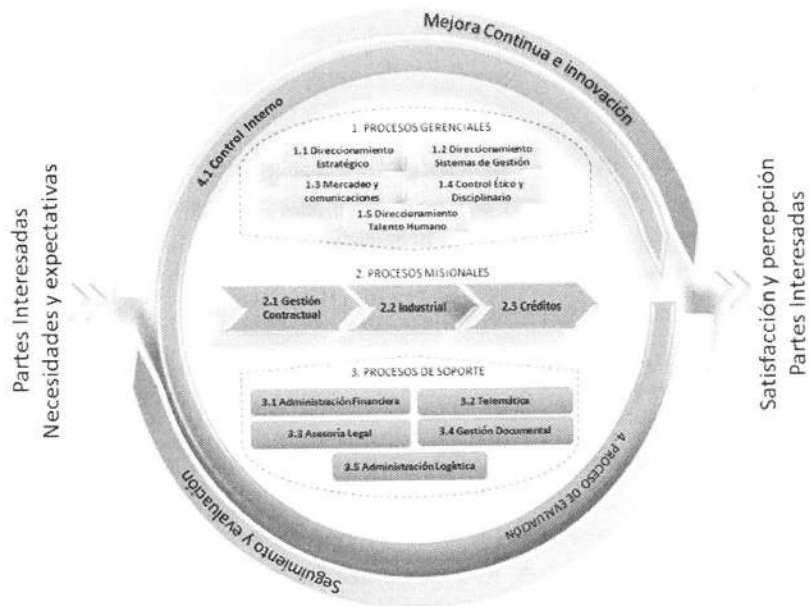 Mejora Continua e innovación
4.1 Control Interno
1. PROCESOS GERENCIALES
1.1 Direccionamiento
Estratégico
1.2 Direccionamiento
Sistemas de Gestión
1.3 Mercadeo y
comunicaciones
1.4 Control Ético y
Disciplinario
1.5 Direccionamiento
Talento Humano
Partes Interesadas
Necesidades y expectativas
2. PROCESOS MISIONALES
2.1 Gestión
Contractual
2.2 Industrial
2.3 Créditos
Satisfacción y percepción
Partes Interesadas
3. PROCESOS DE SOPORTE
3.1 Administración Financiera
3.2 Telemática
3.3 Asesoría Legal
3.4 Gestión Documental
3.5 Administración Logística
4. PROCESO DE EVALUACIÓN
Seguimiento y evaluación